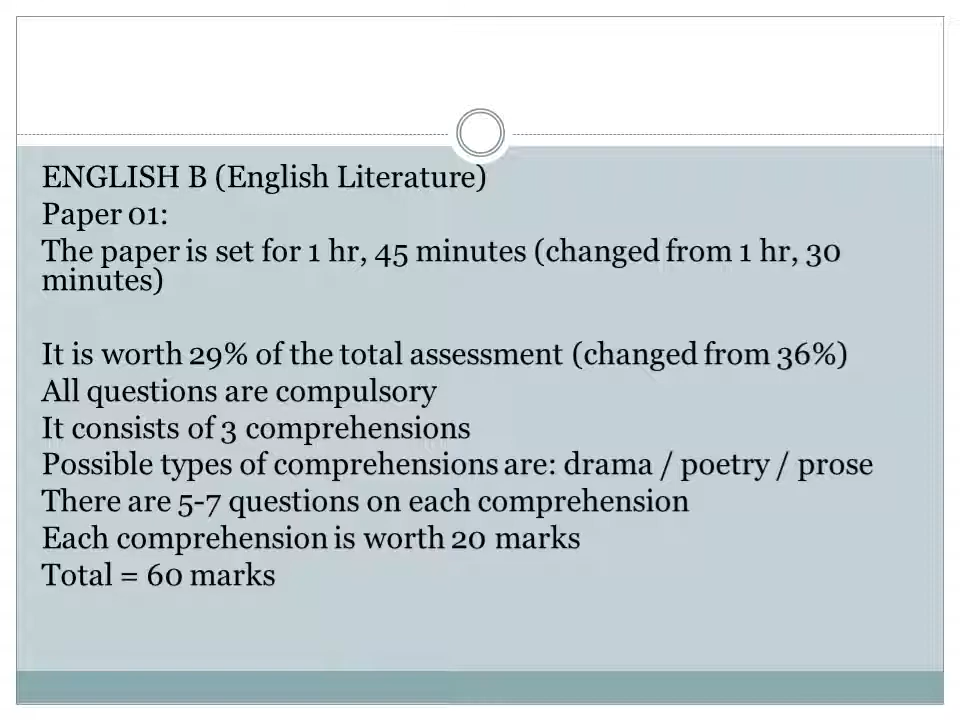 ENGLISH B (English Literature)
Paper 01:
The paper is set for 1 hr, 45 minutes (changed from 1 hr, 30
minutes)
It is worth 29% of the total assessment (changed from 36%)
All questions are compulsory
It consists of 3 comprehensions
Possible types of comprehensions are: drama / poetry / prose
There are 5-7 questions on each comprehension
Each comprehension is worth 20 marks
Total = 60 marks